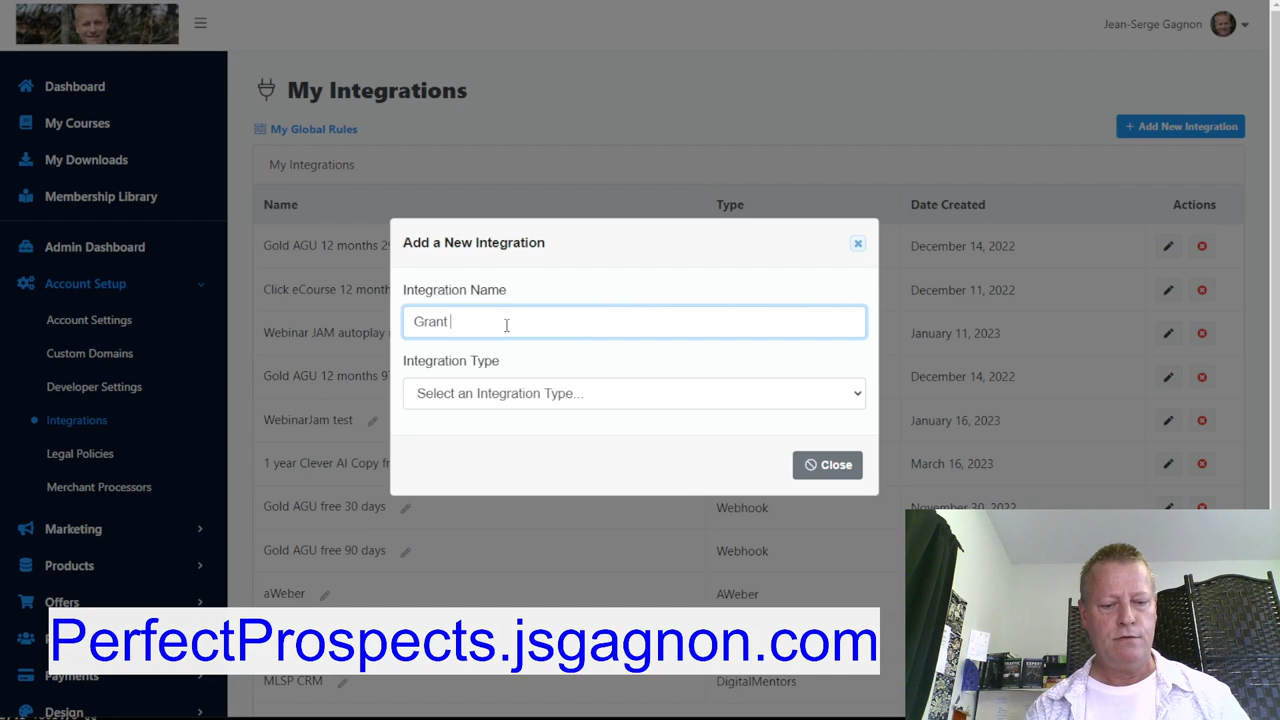 Jean-Serge Gagnon
Dashboard
My Courses
My Downloads
Membership Library
Admin Dashboard
Account Setup
Account Settings
Custom Domains
Developer Settings
Integrations
Legal Policies
Merchant Processors
Marketing
Products
Offers
Payments
Design
My Integrations
My Global Rules
+ Add New Integration
My Integrations
Name Type Date Created Actions
Gold AGU 12 months December 14, 2022
Click eCourse 12 month December 11, 2022
Webinar JAM autoplay January 11, 2023
Gold AGU 12 months December 14, 2022
WebinarJam test January 16, 2023
1 year Clever AI Copy March 16, 2023
Gold AGU free 30 days Webhook November 30, 2022
Gold AGU free 90 days Webhook
aWeber AWeber
MLSP CRM DigitalMentors
Add a New Integration
Integration Name
Grant
Integration Type
Select an Integration Type...
Close
PerfectProspects.jsgagnon.com
TRAFFIC
EXPERT